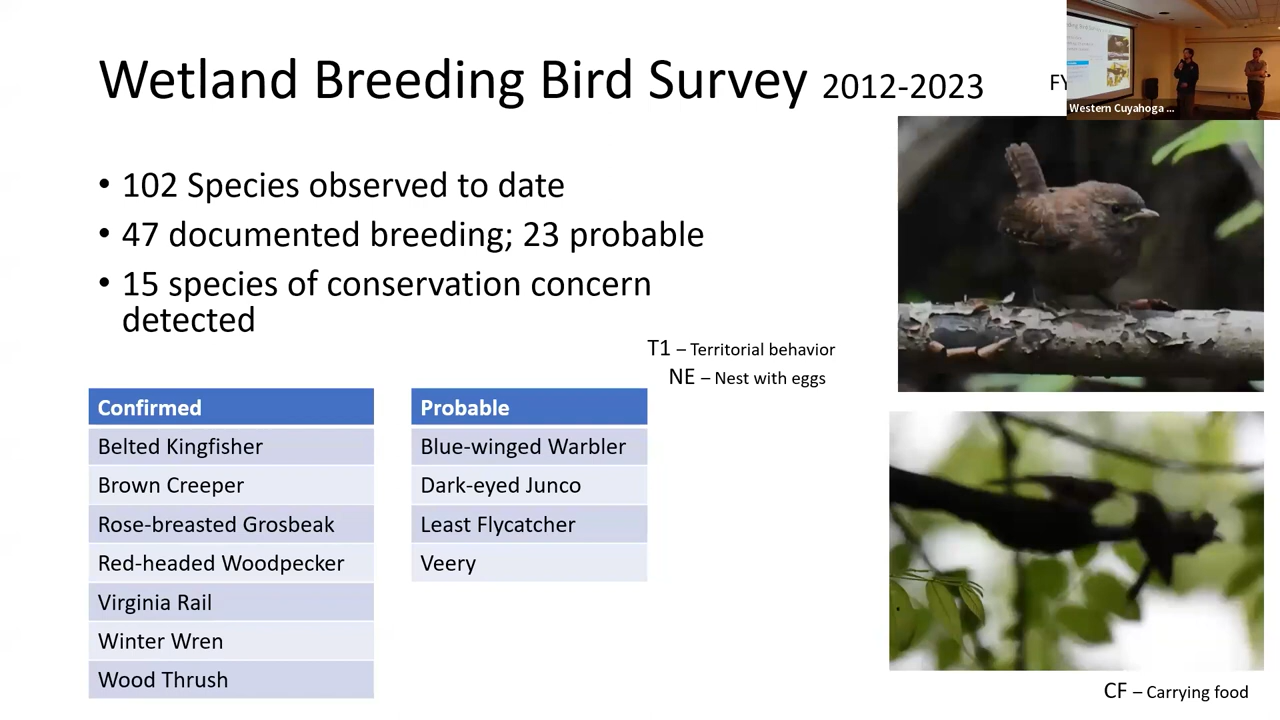 Wetland Breeding Bird Survey 2012-2023
FY
Western Cuyahoga ...
• 102 Species observed to date
• 47 documented breeding; 23 probable
• 15 species of conservation concern
detected
T1 – Territorial behavior
NE – Nest with eggs
Confirmed
Belted Kingfisher
Brown Creeper
Rose-breasted Grosbeak
Red-headed Woodpecker
Virginia Rail
Winter Wren
Wood Thrush
Probable
Blue-winged Warbler
Dark-eyed Junco
Least Flycatcher
Veery
CF – Carrying food